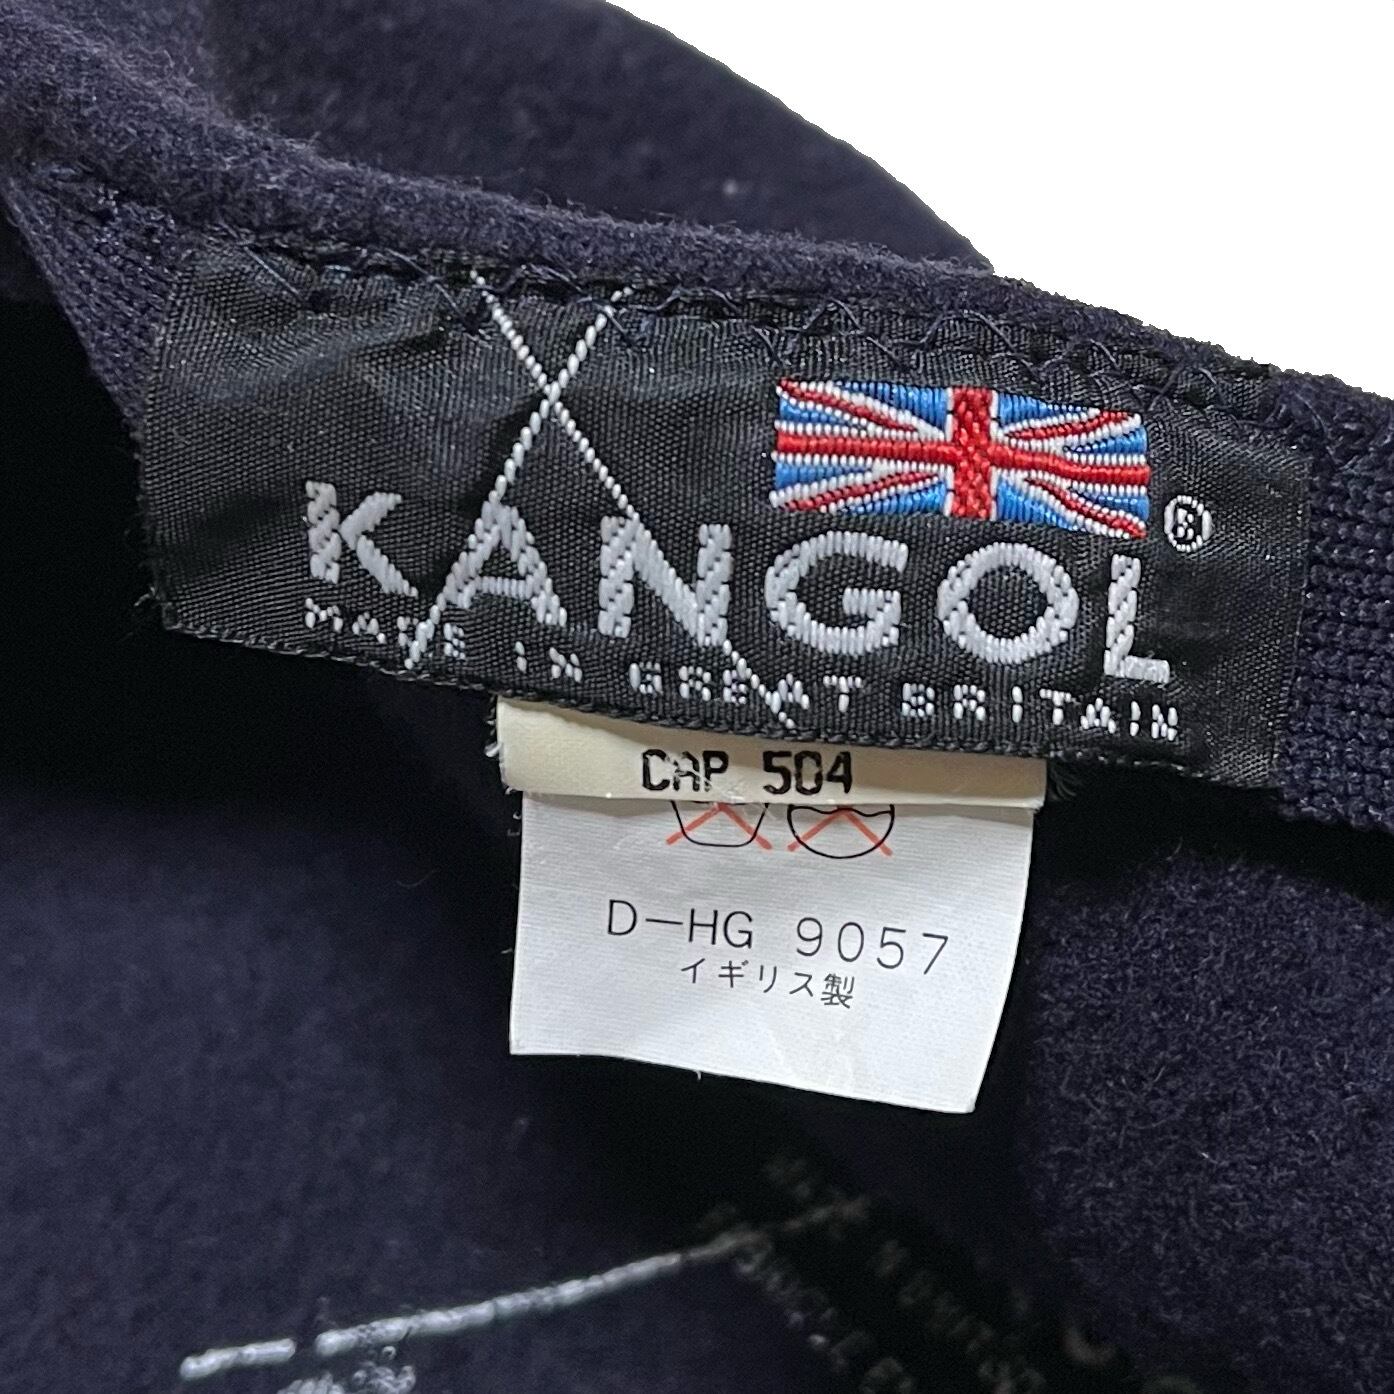 KANGOL®
MADE IN GREAT BRITAIN
CAP 504
D-HG 9057
イギリス製